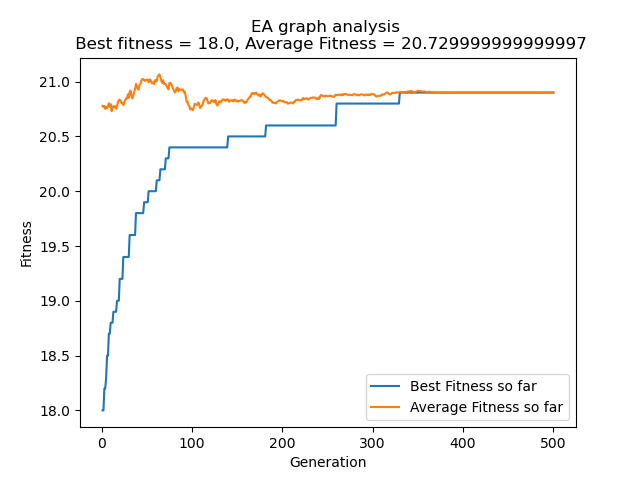 EA graph analysis
Best fitness = 18.0, Average Fitness = 20.729999999999997
21.0
20.5
20.0
19.5
19.0
18.5
18.0
Fitness
0 100 200 300 400 500
Generation
Best Fitness so far
Average Fitness so far